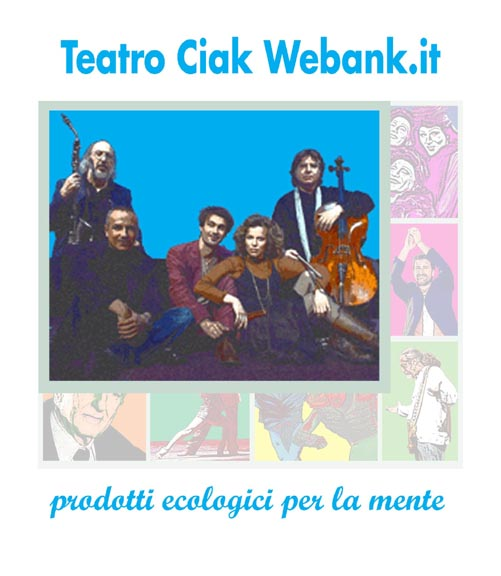 Teatro Ciak Webank.it
prodotti ecologici per la mente